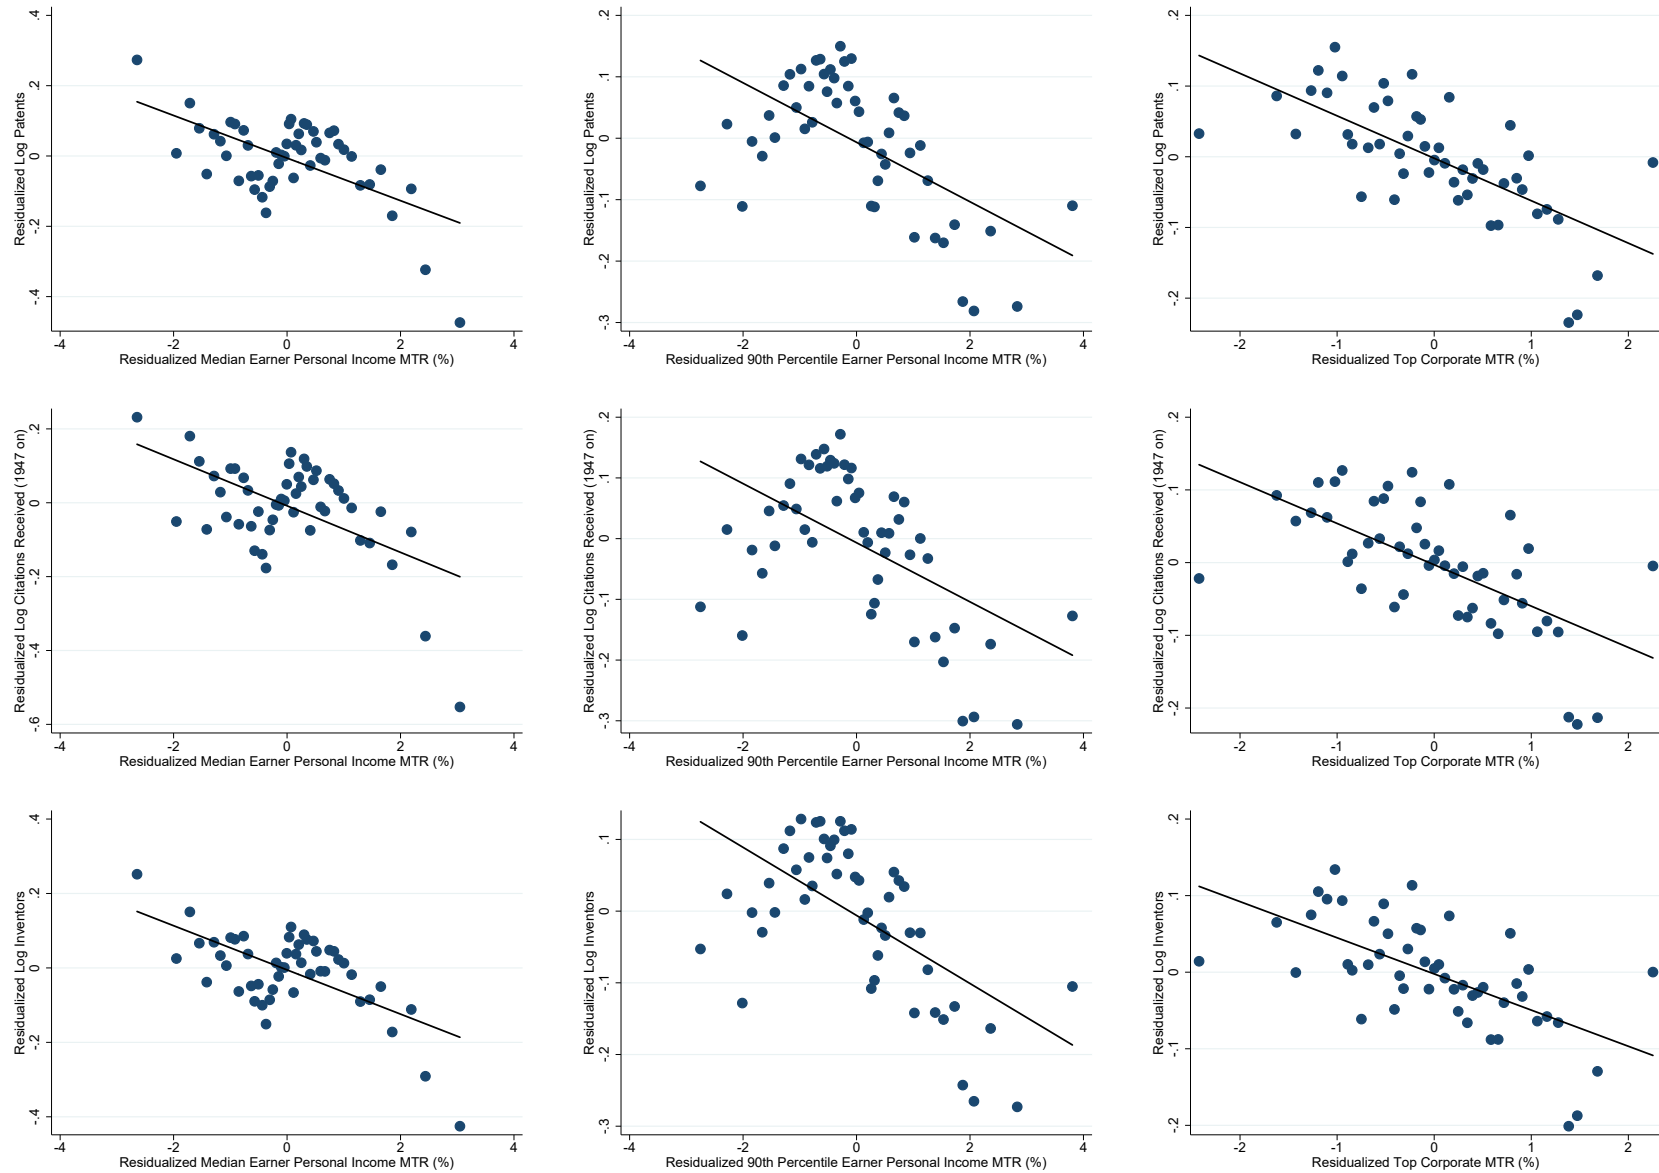 Residualized Log Patents
.4
.2
0
-.2
-.4
-4 -2 0 2 4
Residualized Median Earner Personal Income MTR (%)
Residualized Log Patents
.2
.1
0
-.1
-.2
-.3
-4 -2 0 2 4
Residualized 90th Percentile Earner Personal Income MTR (%)
Residualized Log Patents
.2
.1
0
-.1
-.2
-2 -1 0 1 2
Residualized Top Corporate MTR (%)
Residualized Log Citations Received (1947 on)
.2
0
-.2
-.4
-.6
-4 -2 0 2 4
Residualized Median Earner Personal Income MTR (%)
Residualized Log Citations Received (1947 on)
.2
.1
0
-.1
-.2
-.3
-4 -2 0 2 4
Residualized 90th Percentile Earner Personal Income MTR (%)
Residualized Log Citations Received (1947 on)
.2
.1
0
-.1
-.2
-2 -1 0 1 2
Residualized Top Corporate MTR (%)
Residualized Log Inventors
.4
.2
0
-.2
-.4
-4 -2 0 2 4
Residualized Median Earner Personal Income MTR (%)
Residualized Log Inventors
.1
0
-.1
-.2
-.3
-4 -2 0 2 4
Residualized 90th Percentile Earner Personal Income MTR (%)
Residualized Log Inventors
.2
.1
0
-.1
-.2
-2 -1 0 1 2
Residualized Top Corporate MTR (%)